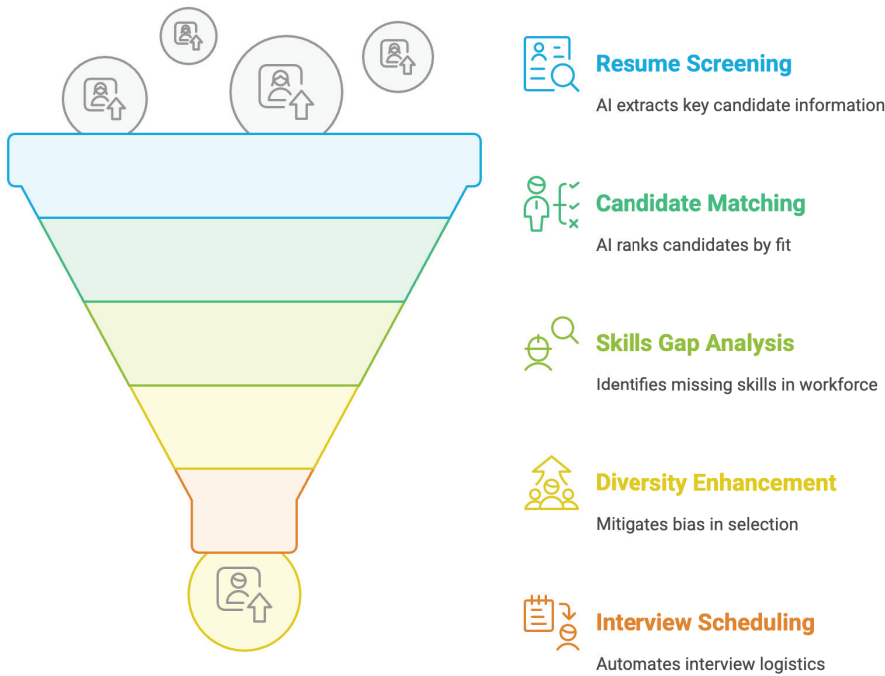 Resume Screening
AI extracts key candidate information
Candidate Matching
AI ranks candidates by fit
Skills Gap Analysis
Identifies missing skills in workforce
Diversity Enhancement
Mitigates bias in selection
Interview Scheduling
Automates interview logistics